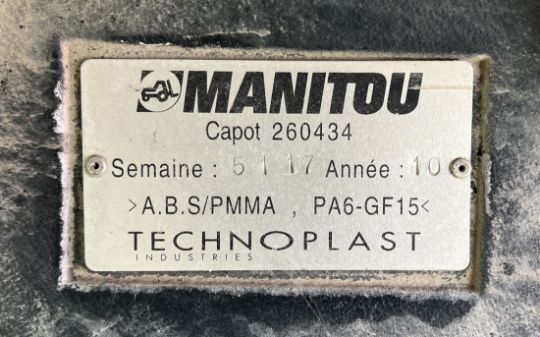 MANITOU
Capot 260434
Semaine : 51 17 Année : 10
>A.B.S/PMMA , PA6-GF15<
TECHNOPLAST
INDUSTRIES